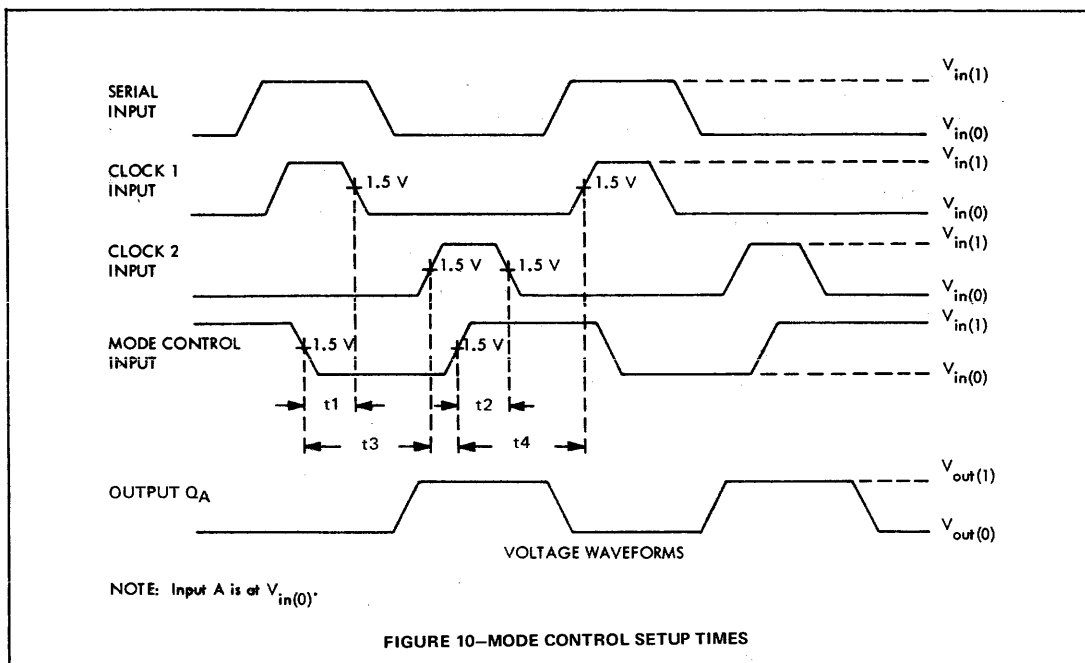 V_in(1)
SERIAL
INPUT
V_in(0)
CLOCK 1
INPUT
V_in(1)
1.5 V
1.5 V
V_in(0)
CLOCK 2
INPUT
V_in(1)
1.5 V
1.5 V
V_in(0)
MODE CONTROL
INPUT
V_in(1)
1.5 V
1.5 V
V_in(0)
t1
t2
t3
t4
OUTPUT QA
V_out(1)
V_out(0)
VOLTAGE WAVEFORMS
NOTE: Input A is at V_in(0).
FIGURE 10—MODE CONTROL SETUP TIMES